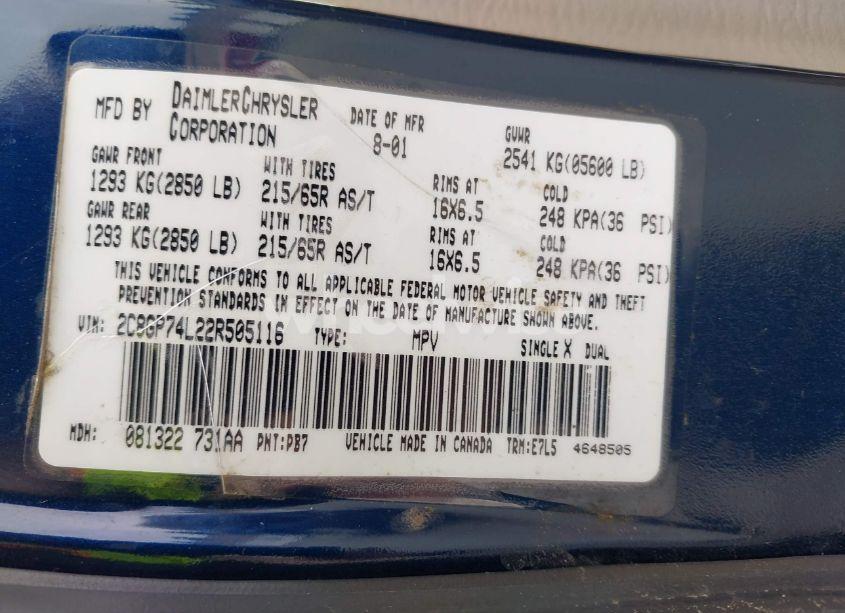 MFD BY DAIMLERCHRYSLER CORPORATION
DATE OF MFR 8-01
GVWR 2541 KG(05600 LB)
GAWR FRONT WITH TIRES RIMS AT COLD
1293 KG(2850 LB) 215/65R AS/T 16X6.5 248 KPA(36 PSI)
GAWR REAR WITH TIRES RIMS AT COLD
1293 KG(2850 LB) 215/65R AS/T 16X6.5 248 KPA(36 PSI)
THIS VEHICLE CONFORMS TO ALL APPLICABLE FEDERAL MOTOR VEHICLE SAFETY AND THEFT
PREVENTION STANDARDS IN EFFECT ON THE DATE OF MANUFACTURE SHOWN ABOVE.
VIN: 2C8GP74L22R505116 TYPE: MPV SINGLE X DUAL
MDH: 081322 731AA PNT:PB7 VEHICLE MADE IN CANADA TRM:E7L5 4648505